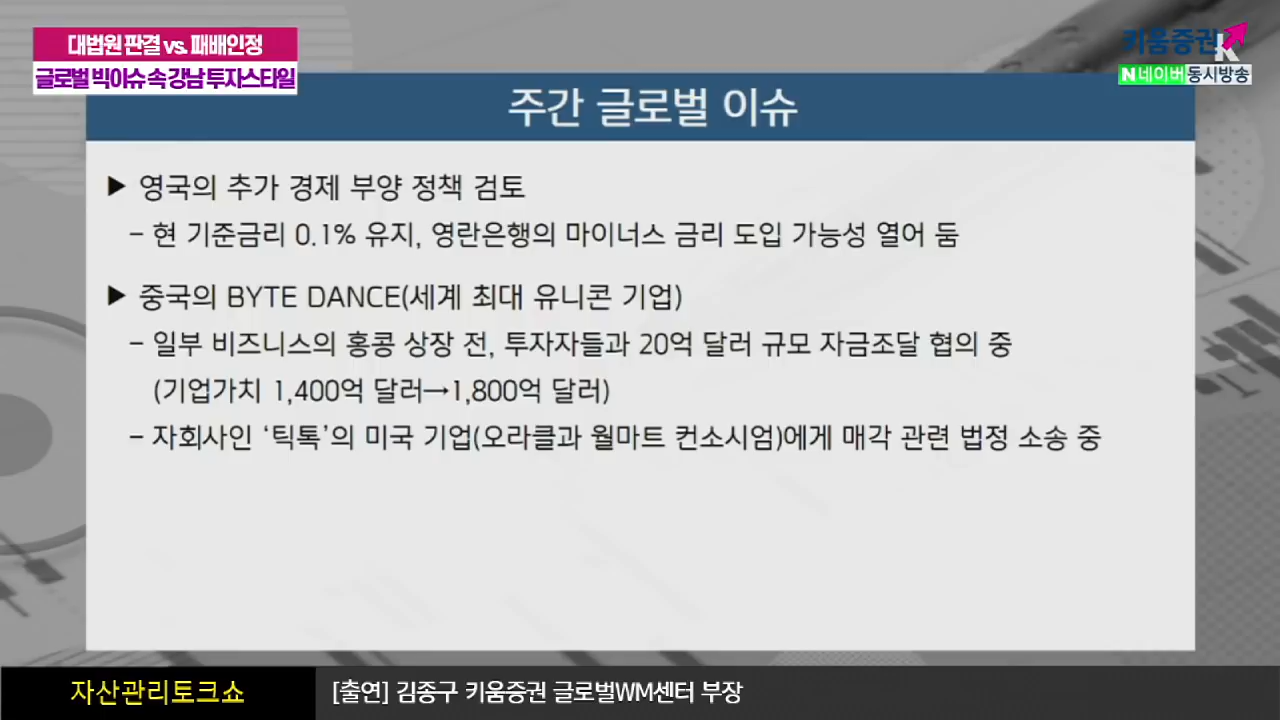 대법원 판결 vs. 패배인정
글로벌 빅이슈 속 강남 투자스타일
키움증권
K
N 네이버 동시방송
주간 글로벌 이슈
▶ 영국의 추가 경제 부양 정책 검토
- 현 기준금리 0.1% 유지, 영란은행의 마이너스 금리 도입 가능성 열어 둠
▶ 중국의 BYTE DANCE(세계 최대 유니콘 기업)
- 일부 비즈니스의 홍콩 상장 전, 투자자들과 20억 달러 규모 자금조달 협의 중
(기업가치 1,400억 달러→1,800억 달러)
- 자회사인 ‘틱톡’의 미국 기업(오라클과 월마트 컨소시엄)에게 매각 관련 법정 소송 중
자산관리토크쇼
[출연] 김종구 키움증권 글로벌WM센터 부장